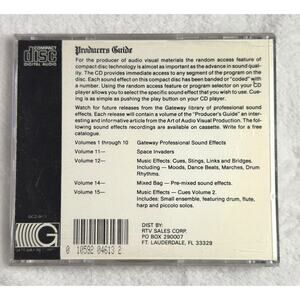 COMPACT
disc
DIGITAL AUDIO
Producers Guide
For the producer of audio visual materials the random access feature of
compact disc technology is almost as important as the advance in sound quali-
ty. The CD provides immediate access to any segment of the program on the
disc. Each sound effect on this compact disc has been banded or "coded" with
a number. Using the random access feature or program selector on your CD
player allows you to select the specific sound effect that you wish to use. Cue-
ing is as simple as pushing the play button on your CD player.
Watch for future releases from the Gateway library of professional sound
effects. Each release will contain a volume of the "Producer's Guide" an inter-
esting and informative article from the Art of Audio Visual Production. The
following sound effects recordings are available on cassette. Write for a free
catalogue.
Volumes 1 through 10 Gateway Professional Sound Effects
Volume 11— Space Invaders
Volume 12— Music Effects: Cues, Stings, Links and Bridges.
Including — Moods, Dance Beats, Marches, Drum
Rhythms.
Volume 14— Mixed Bag — Pre-mixed sound effects.
Volume 15— Music Effects — Cues Volume 2.
Includes: Small ensemble, featuring drum, flute,
harp and piccolo solos.
DIST BY:
RTV SALES CORP.
PO BOX 290007
FT. LAUDERDALE, FL 33329
0 10592 04613 2